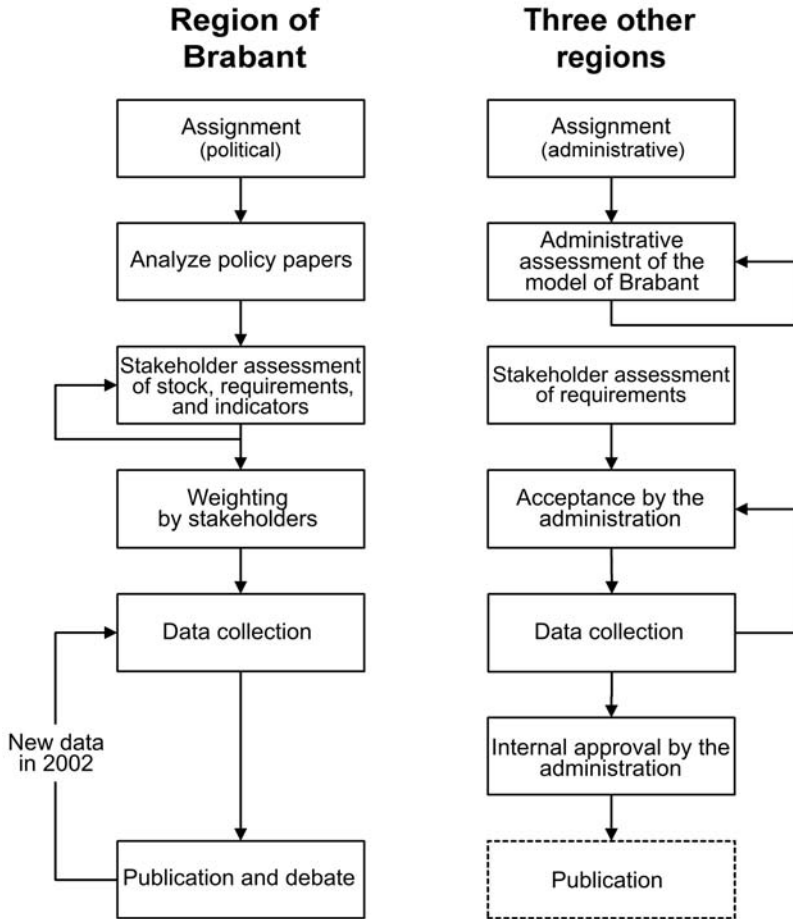 Region of
Brabant
Assignment
(political)
Analyze policy papers
Stakeholder assessment
of stock, requirements,
and indicators
Weighting
by stakeholders
Data collection
New data
in 2002
Publication and debate
Three other
regions
Assignment
(administrative)
Administrative
assessment of the
model of Brabant
Stakeholder assessment
of requirements
Acceptance by the
administration
Data collection
Internal approval by the
administration
Publication